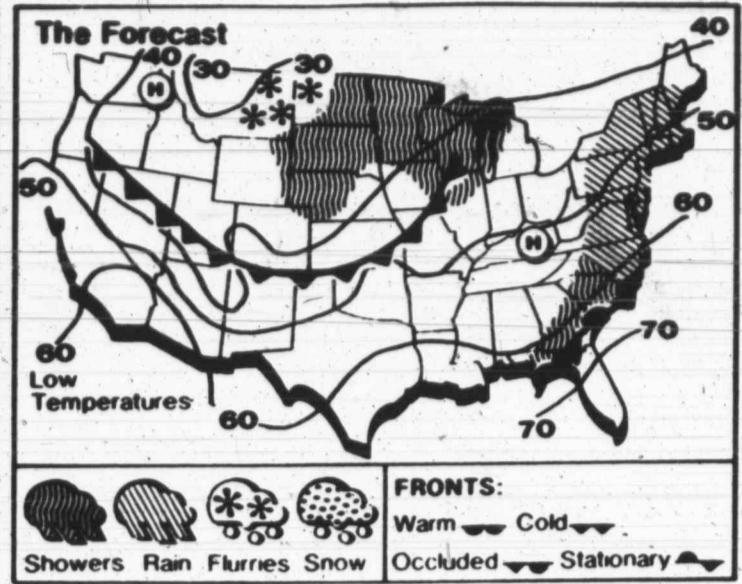 The Forecast
40
40
30
30
H
50
50
60
H
60
Low
Temperatures
60
70
70
Showers Rain Flurries Snow
FRONTS:
Warm Cold
Occluded Stationary